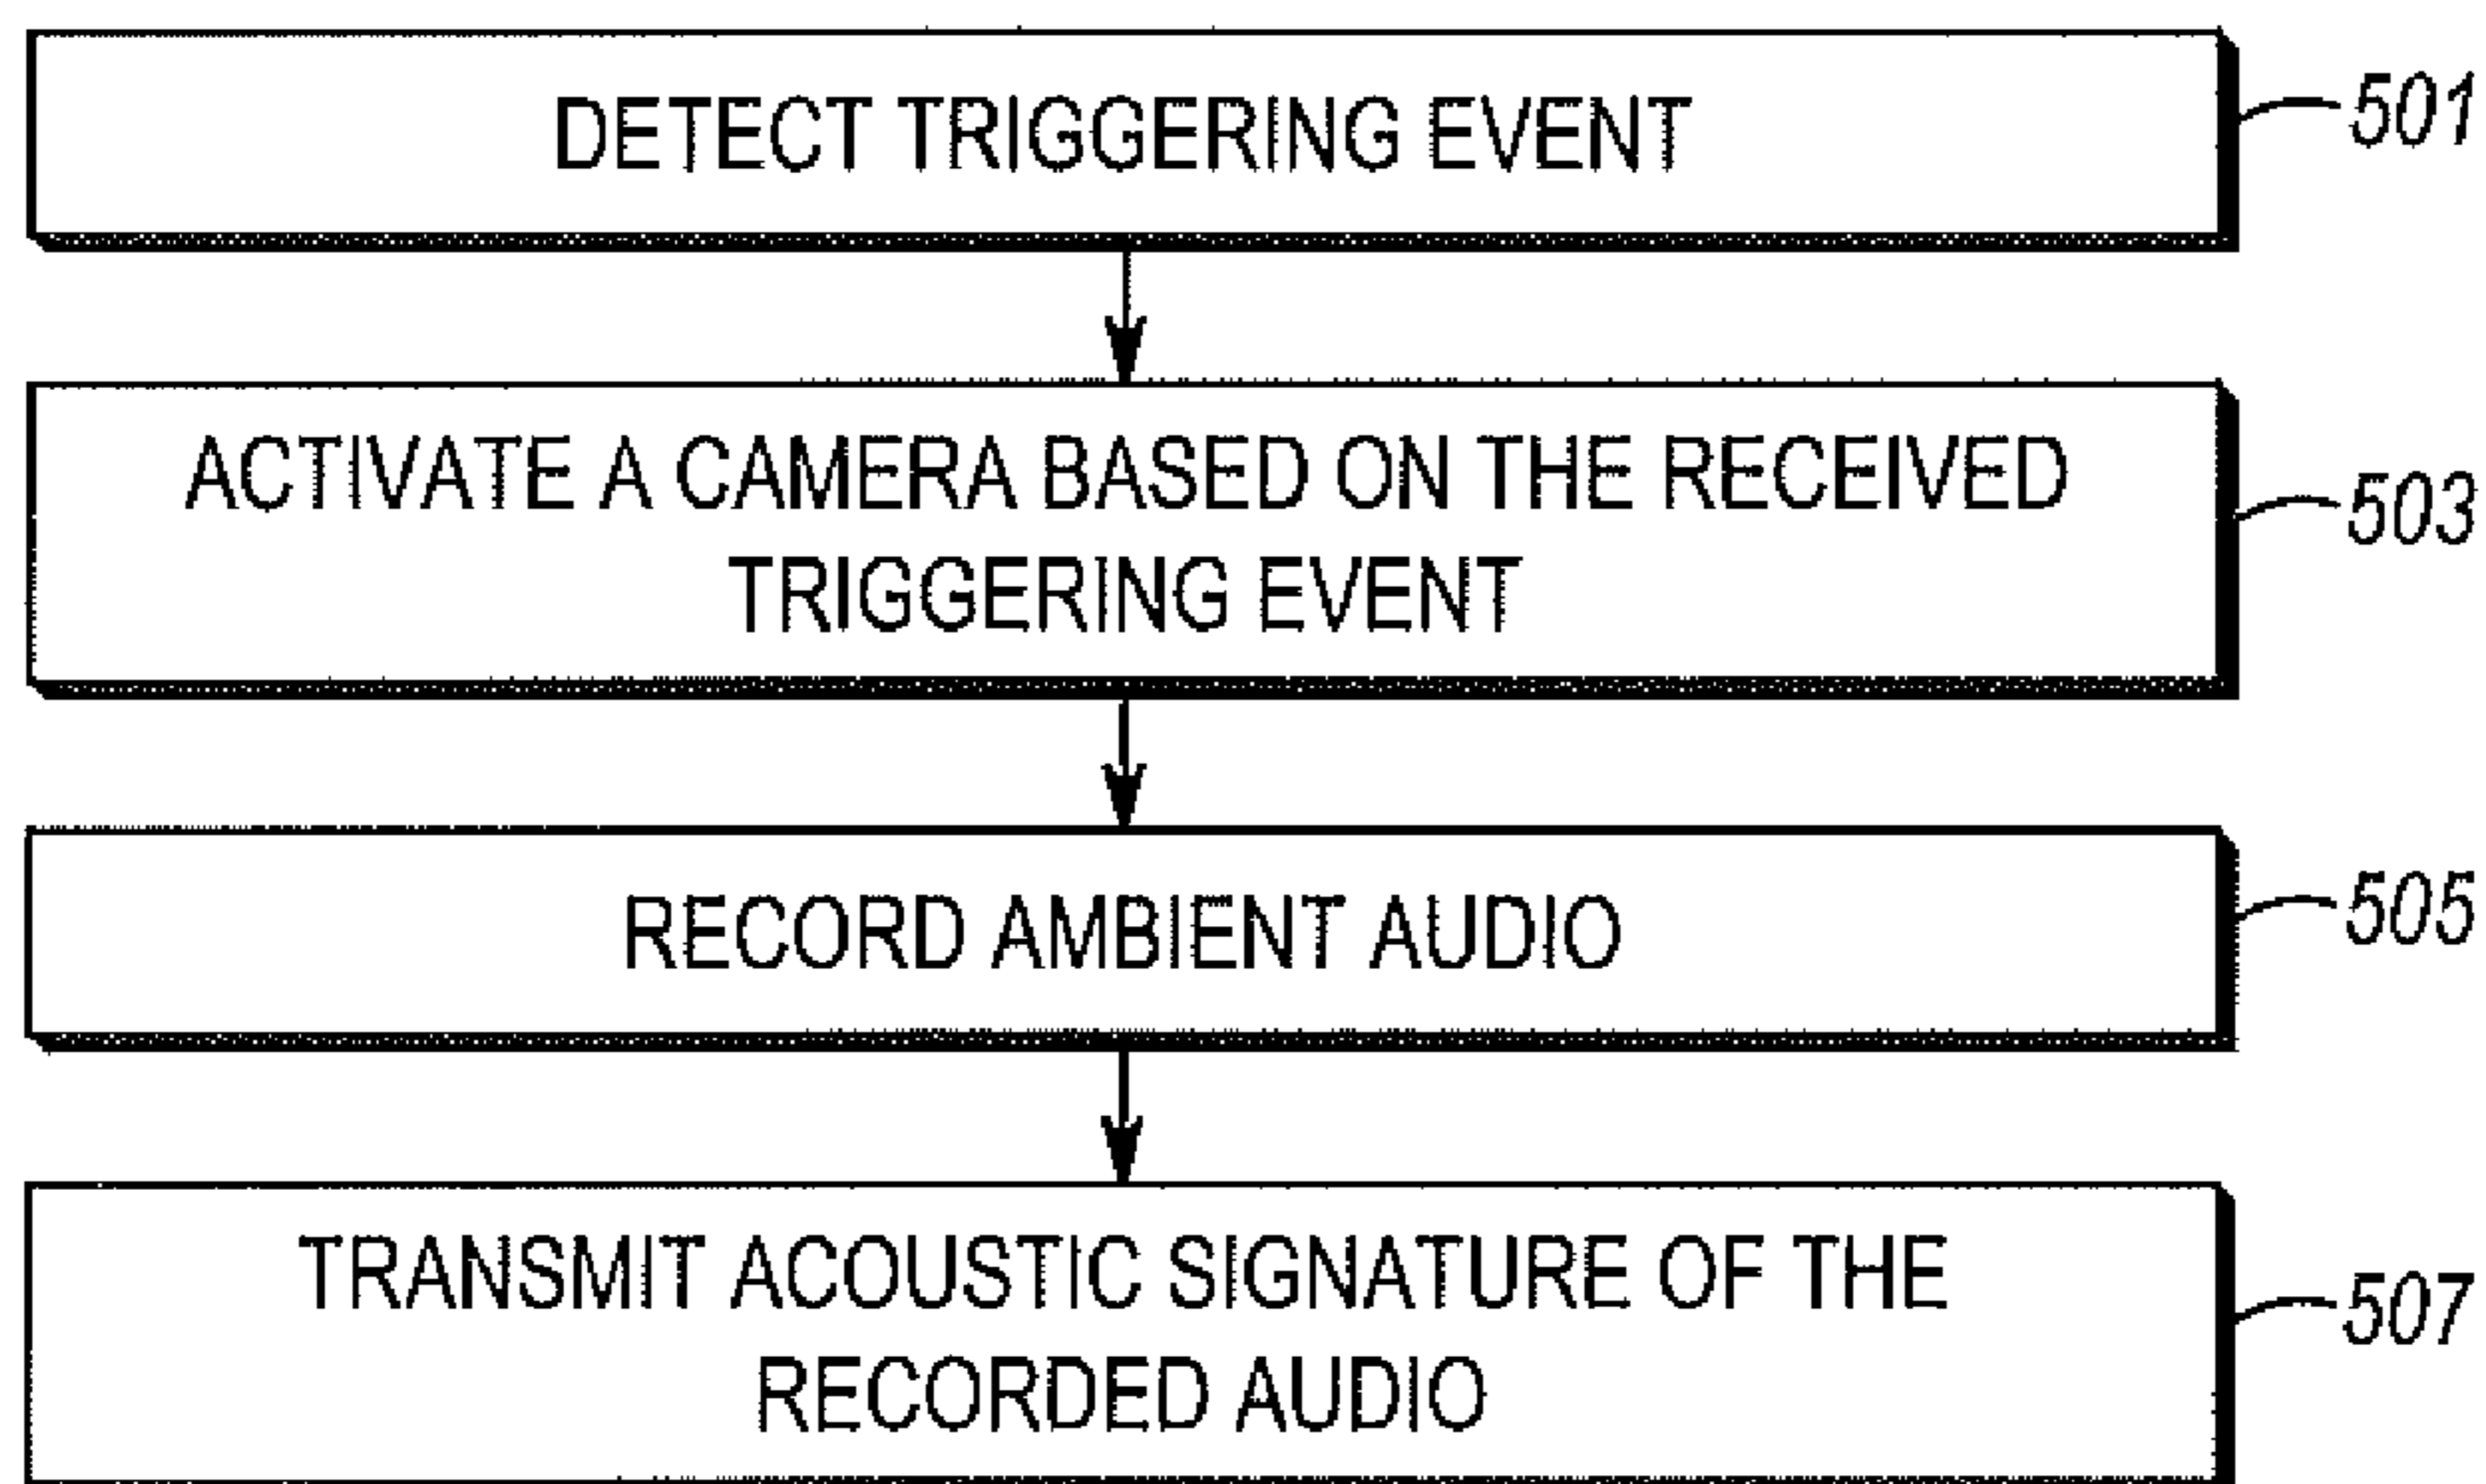 DETECT TRIGGERING EVENT
501
ACTIVATE A CAMERA BASED ON THE RECEIVED
TRIGGERING EVENT
503
RECORD AMBIENT AUDIO
505
TRANSMIT ACOUSTIC SIGNATURE OF THE
RECORDED AUDIO
507